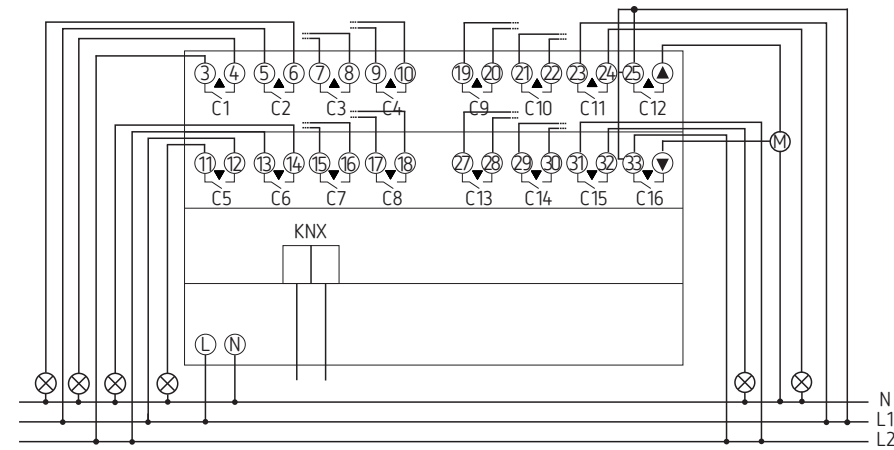 3 4 5 6 7 8 9 10 19 20 21 22 23 24 25
C1 C2 C3 C4 C9 C10 C11 C12
M
11 12 13 14 15 16 17 18 27 28 29 30 31 32 33
C5 C6 C7 C8 C13 C14 C15 C16
KNX
L N
N
L1
L2